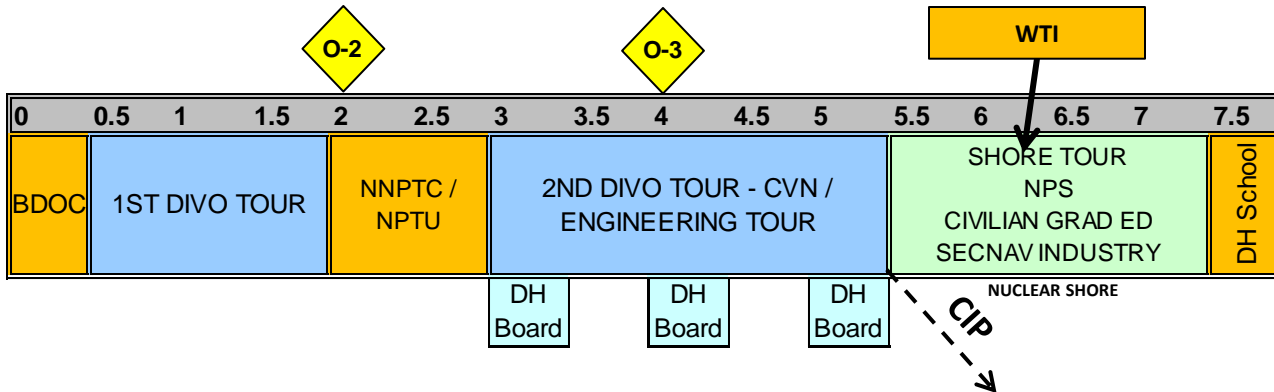 O-2
O-3
WTI
0 0.5 1 1.5 2 2.5 3 3.5 4 4.5 5 5.5 6 6.5 7 7.5
BDOC
1ST DIVO TOUR
NNPTC /
NPTU
2ND DIVO TOUR - CVN /
ENGINEERING TOUR
SHORE TOUR
NPS
CIVILIAN GRAD ED
SECNAV INDUSTRY
DH School
DH
Board
DH
Board
DH
Board
CIP
NUCLEAR SHORE